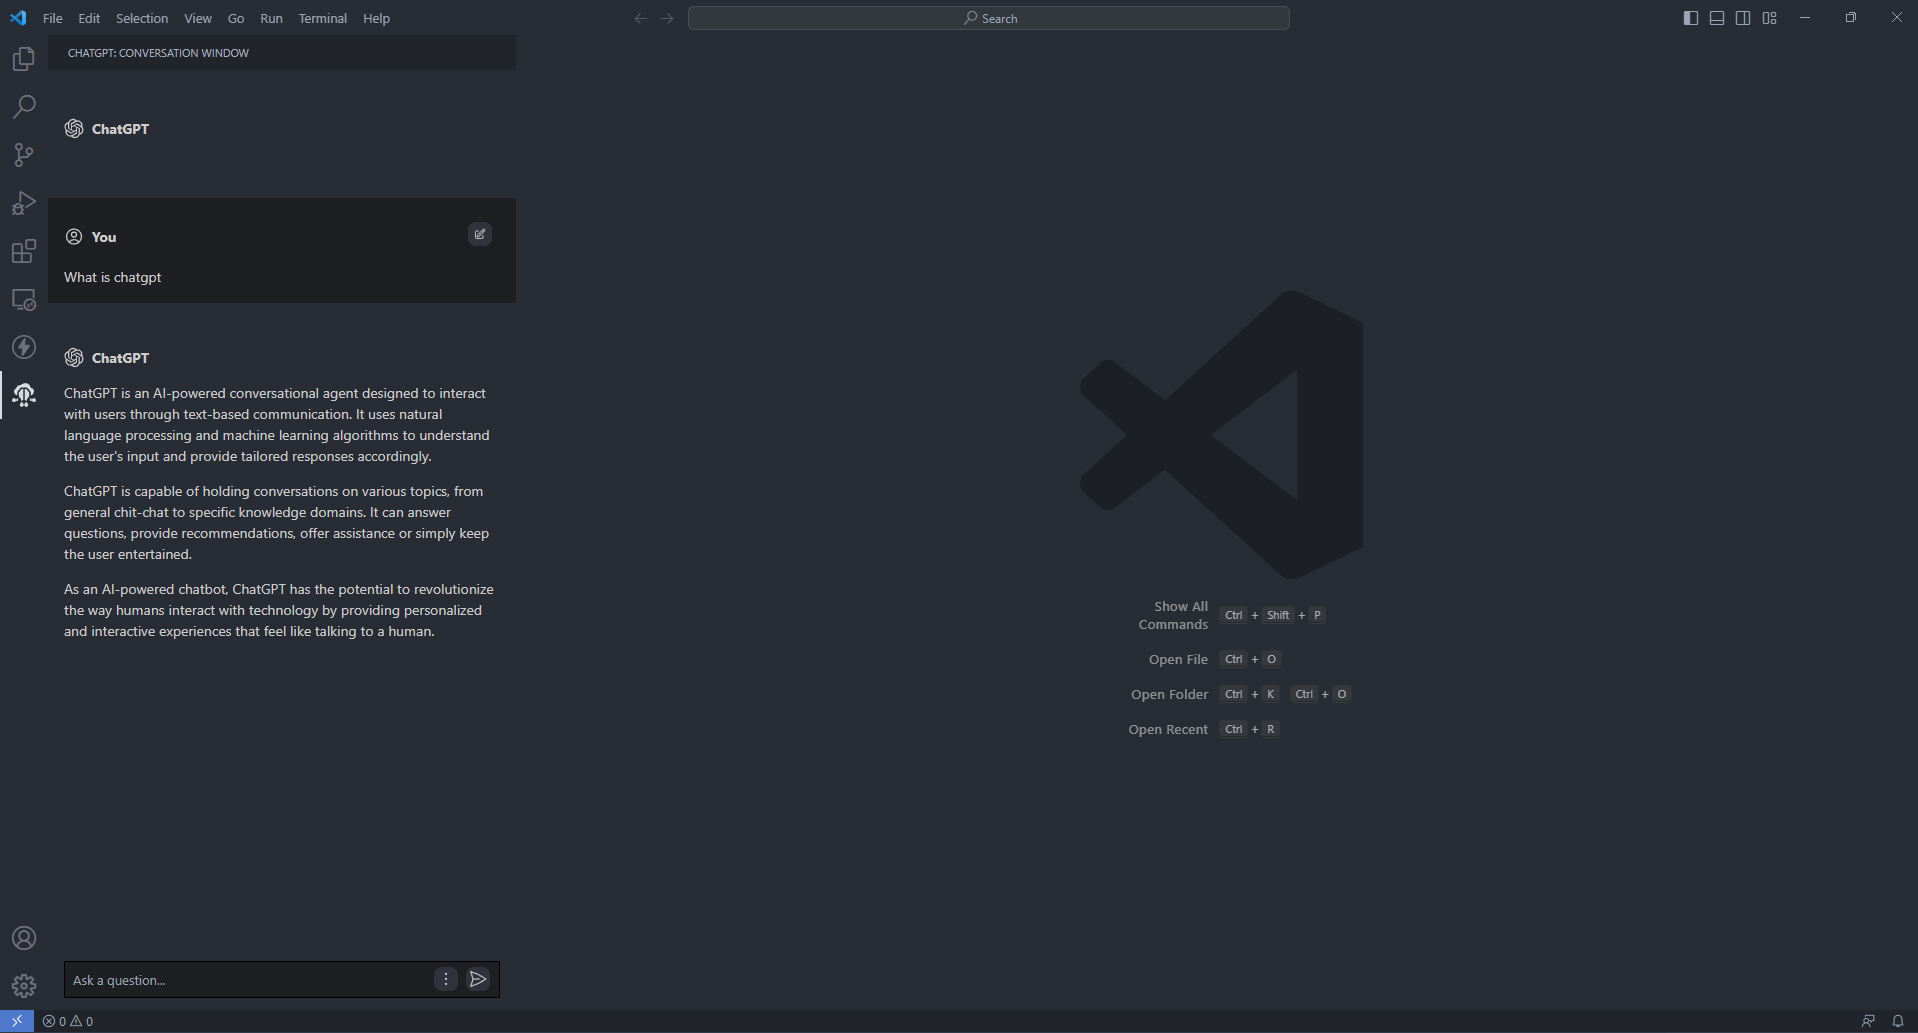 File Edit Selection View Go Run Terminal Help
Search
CHATGPT: CONVERSATION WINDOW
ChatGPT
You
What is chatgpt
ChatGPT
ChatGPT is an AI-powered conversational agent designed to interact
with users through text-based communication. It uses natural
language processing and machine learning algorithms to understand
the user's input and provide tailored responses accordingly.
ChatGPT is capable of holding conversations on various topics, from
general chit-chat to specific knowledge domains. It can answer
questions, provide recommendations, offer assistance or simply keep
the user entertained.
As an AI-powered chatbot, ChatGPT has the potential to revolutionize
the way humans interact with technology by providing personalized
and interactive experiences that feel like talking to a human.
Show All
Commands Ctrl + Shift + P
Open File Ctrl + O
Open Folder Ctrl + K Ctrl + O
Open Recent Ctrl + R
Ask a question...
0 0